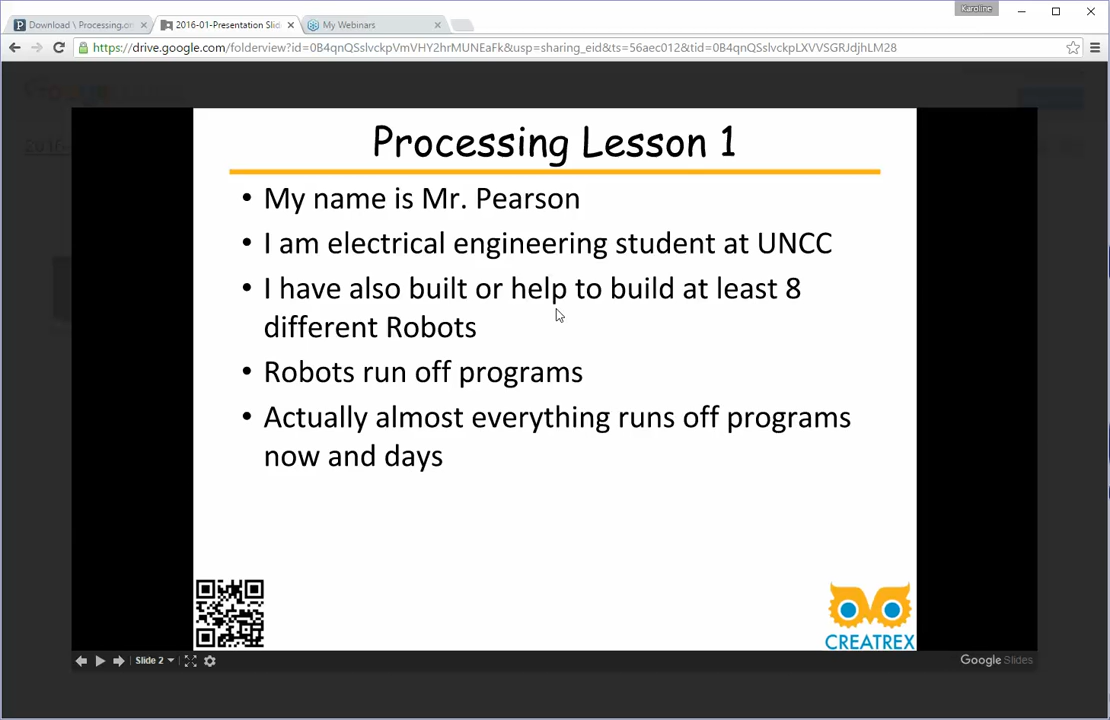 Karoline
Download \ Processing.or
2016-01-Presentation Slid
My Webinars
https://drive.google.com/folderview?id=0B4qnQSslvckpVmVHY2hrMUNEaFk&usp=sharing_eid&ts=56aec012&tid=0B4qnQSslvckpLXVVSGRJdjhLM28
Processing Lesson 1
• My name is Mr. Pearson
• I am electrical engineering student at UNCC
• I have also built or help to build at least 8
different Robots
• Robots run off programs
• Actually almost everything runs off programs
now and days
CREATREX
Slide 2
Google Slides